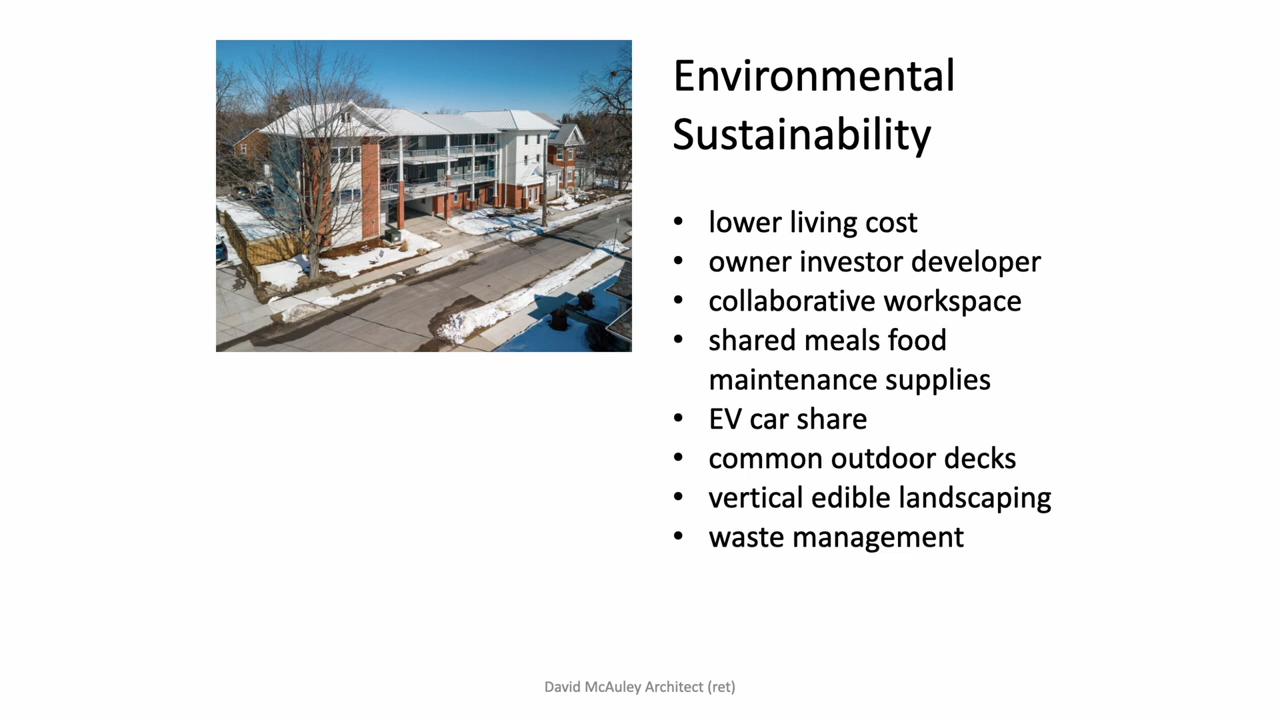 Environmental
Sustainability
• lower living cost
• owner investor developer
• collaborative workspace
• shared meals food
maintenance supplies
• EV car share
• common outdoor decks
• vertical edible landscaping
• waste management
David McAuley Architect (ret)